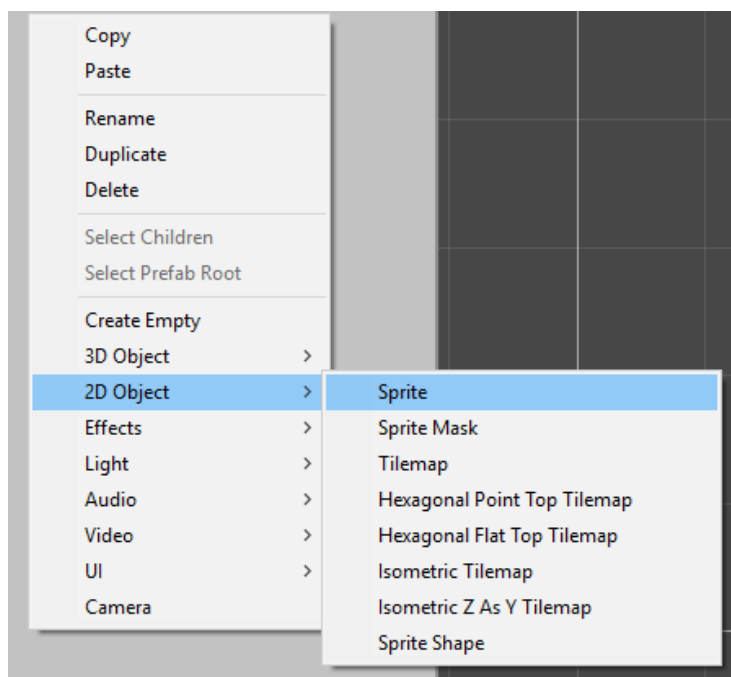 Copy
Paste
Rename
Duplicate
Delete
Select Children
Select Prefab Root
Create Empty
3D Object
2D Object
Effects
Light
Audio
Video
UI
Camera
Sprite
Sprite Mask
Tilemap
Hexagonal Point Top Tilemap
Hexagonal Flat Top Tilemap
Isometric Tilemap
Isometric Z As Y Tilemap
Sprite Shape